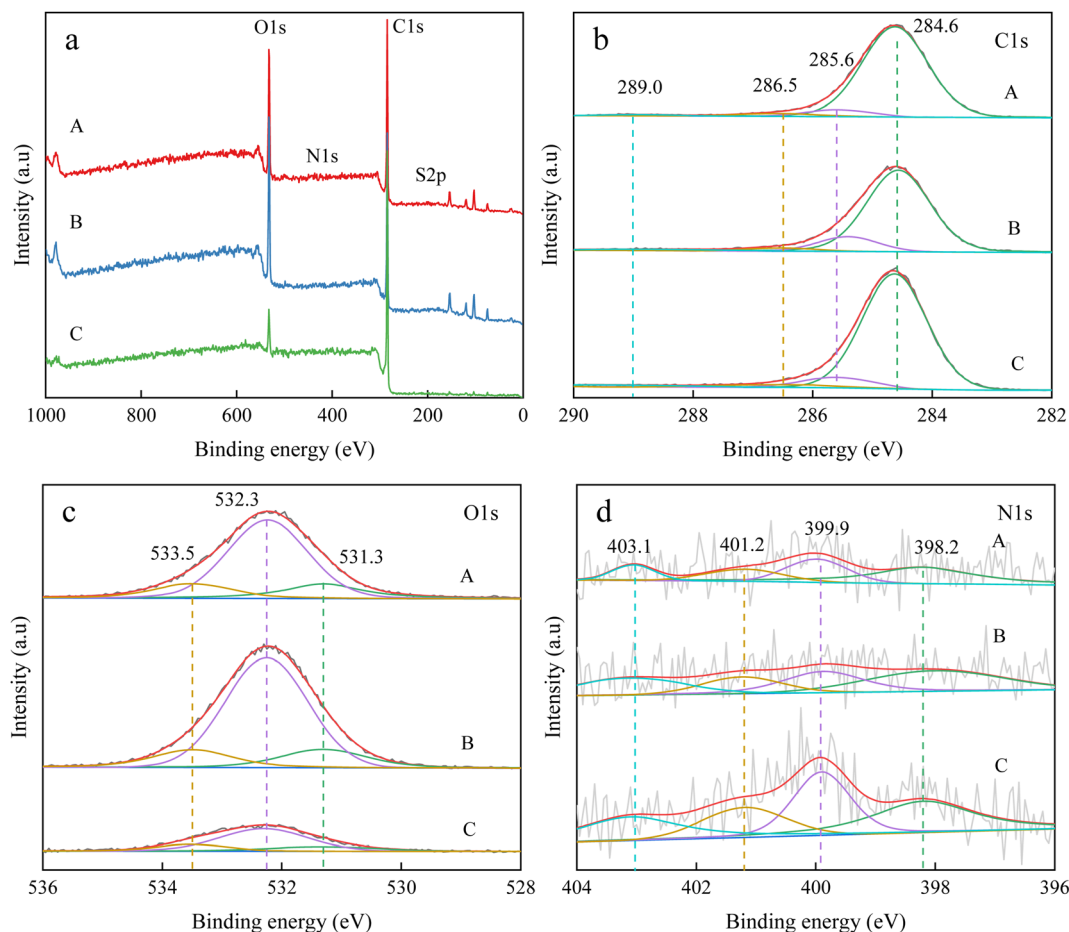 a
O1s
C1s
A
N1s
S2p
B
C
Intensity (a.u)
1000
800
600
400
200
0
Binding energy (eV)
b
C1s
284.6
285.6
286.5
289.0
A
B
C
Intensity (a.u)
290
288
286
284
282
Binding energy (eV)
c
O1s
532.3
533.5
531.3
A
B
C
Intensity (a.u)
536
534
532
530
528
Binding energy (eV)
d
N1s
A
403.1
401.2
399.9
398.2
B
C
Intensity (a.u)
404
402
400
398
396
Binding energy (eV)